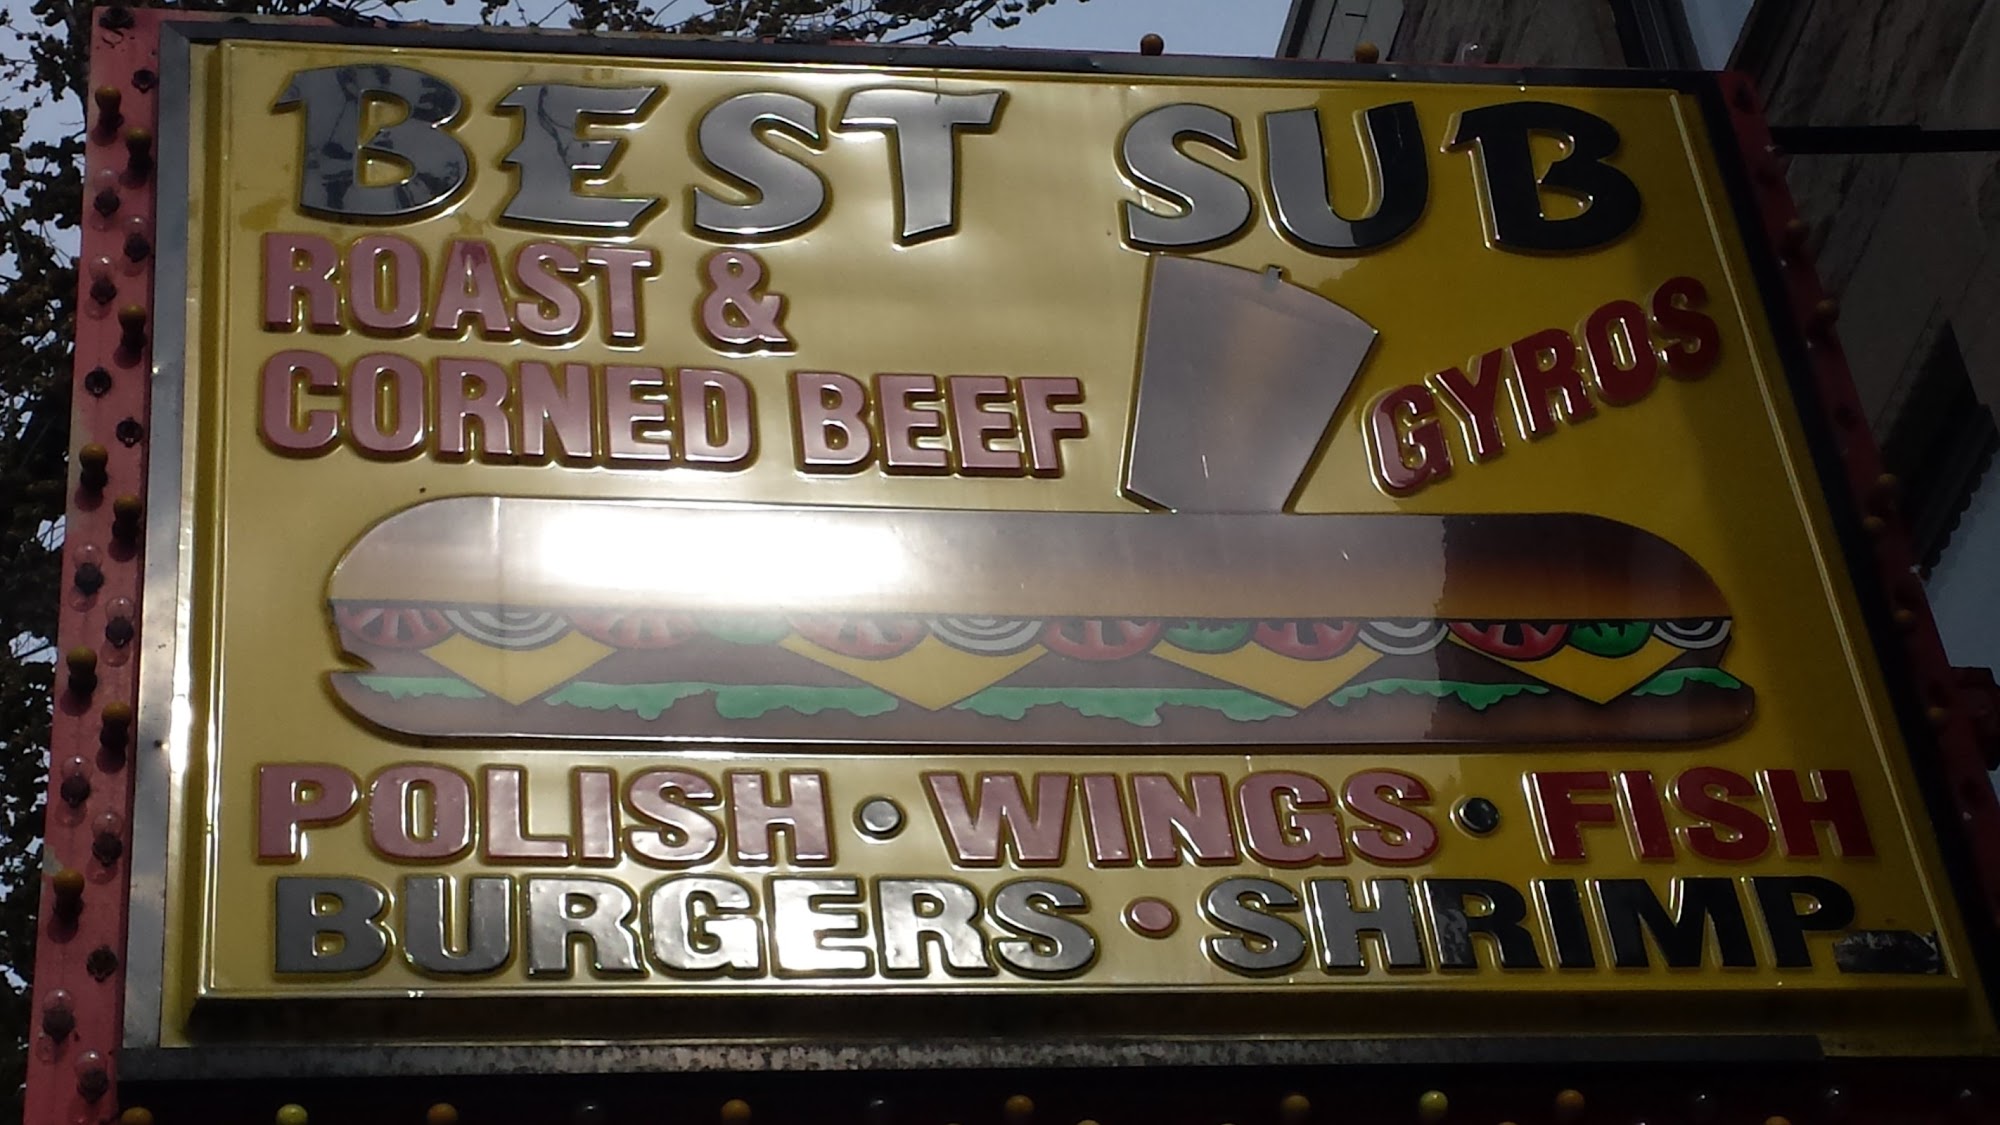 BEST SUB
ROAST &
CORNED BEEF
GYROS
POLISH • WINGS • FISH
BURGERS • SHRIMP